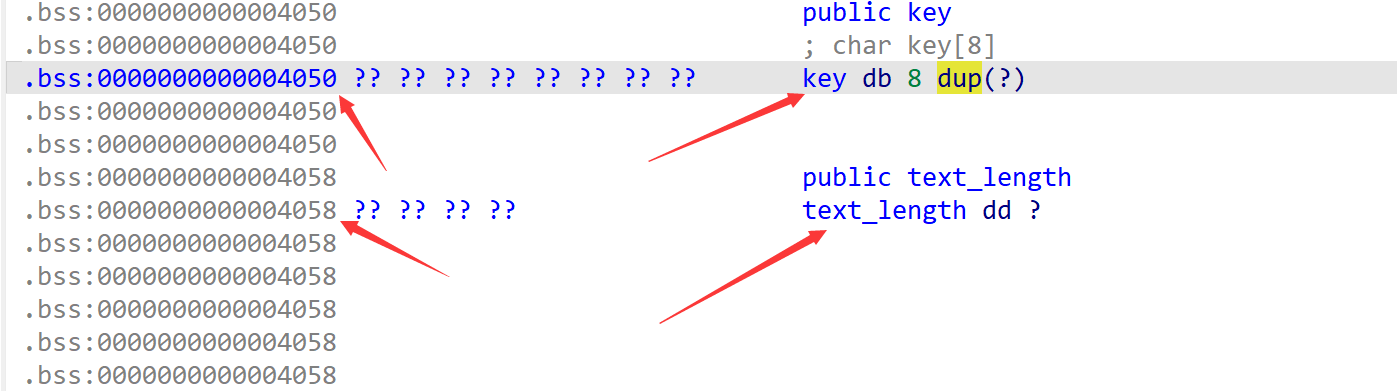 .bss:0000000000004050 public key
.bss:0000000000004050 ; char key[8]
.bss:0000000000004050 ?? ?? ?? ?? ?? ?? ?? ?? key db 8 dup(?)
.bss:0000000000004050
.bss:0000000000004050
.bss:0000000000004058 public text_length
.bss:0000000000004058 ?? ?? ?? ?? text_length dd ?
.bss:0000000000004058
.bss:0000000000004058
.bss:0000000000004058
.bss:0000000000004058
.bss:0000000000004058